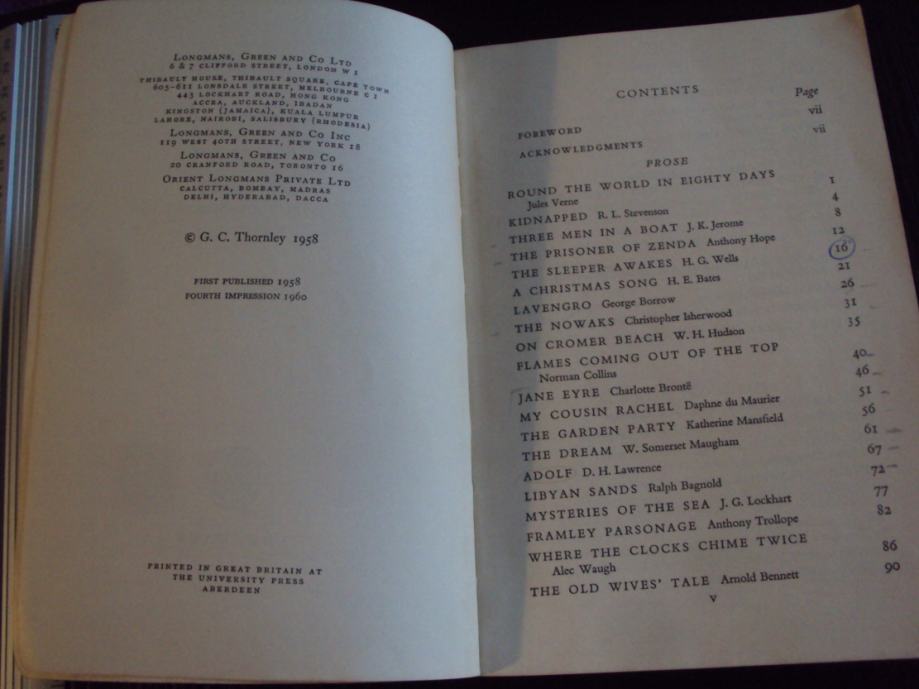 LONGMANS, GREEN AND CO LTD
6 & 7 CLIFFORD STREET, LONDON W 1
THIBAULT HOUSE, THIBAULT SQUARE, CAPE TOWN
605–611 LONSDALE STREET, MELBOURNE C 1
443 LOCKHART ROAD, HONG KONG
ACCRA, AUCKLAND, IBADAN
KINGSTON (JAMAICA), KUALA LUMPUR
LAHORE, NAIROBI, SALISBURY (RHODESIA)
LONGMANS, GREEN AND CO INC
119 WEST 40TH STREET, NEW YORK 18
LONGMANS, GREEN AND CO
20 CRANFORD ROAD, TORONTO 16
ORIENT LONGMANS PRIVATE LTD
CALCUTTA, BOMBAY, MADRAS
DELHI, HYDERABAD, DACCA
© G. C. Thornley 1958
FIRST PUBLISHED 1958
FOURTH IMPRESSION 1960
PRINTED IN GREAT BRITAIN AT
THE UNIVERSITY PRESS
ABERDEEN
CONTENTS
Page
FOREWORD vii
ACKNOWLEDGMENTS vii
PROSE
ROUND THE WORLD IN EIGHTY DAYS 1
Jules Verne
KIDNAPPED R. L. Stevenson 4
THREE MEN IN A BOAT J. K. Jerome 8
THE PRISONER OF ZENDA Anthony Hope 12
THE SLEEPER AWAKES H. G. Wells 16
A CHRISTMAS SONG H. E. Bates 21
LAVENGRO George Borrow 26
THE NOWAKS Christopher Isherwood 31
ON CROMER BEACH W. H. Hudson 35
FLAMES COMING OUT OF THE TOP
Norman Collins 40
JANE EYRE Charlotte Brontë 46
MY COUSIN RACHEL Daphne du Maurier 51
THE GARDEN PARTY Katherine Mansfield 56
THE DREAM W. Somerset Maugham 61
ADOLF D. H. Lawrence 67
LIBYAN SANDS Ralph Bagnold 72
MYSTERIES OF THE SEA J. G. Lockhart 77
FRAMLEY PARSONAGE Anthony Trollope 82
WHERE THE CLOCKS CHIME TWICE
Alec Waugh 86
THE OLD WIVES' TALE Arnold Bennett 90
v